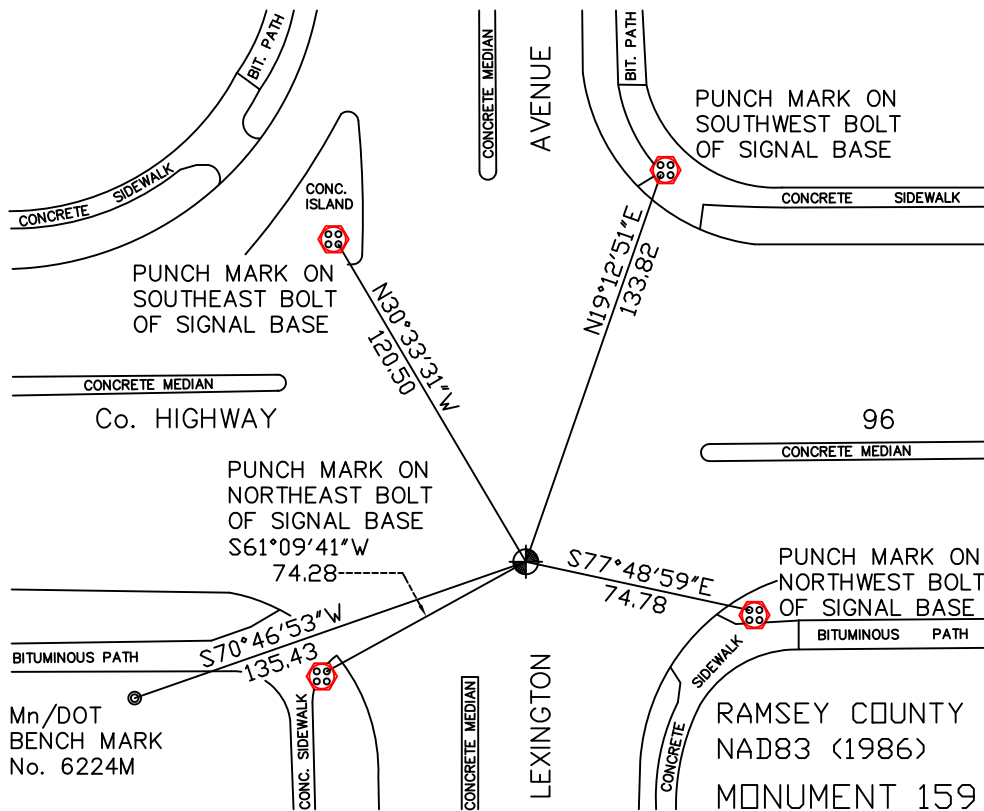 BIT. PATH
CONCRETE MEDIAN
AVENUE
BIT. PATH
PUNCH MARK ON
SOUTHWEST BOLT
OF SIGNAL BASE
CONCRETE SIDEWALK
CONC.
ISLAND
CONCRETE SIDEWALK
PUNCH MARK ON
SOUTHEAST BOLT
OF SIGNAL BASE
N30°33'31"W
120.50
N19°12'51"E
133.82
CONCRETE MEDIAN
Co. HIGHWAY
96
CONCRETE MEDIAN
PUNCH MARK ON
NORTHEAST BOLT
OF SIGNAL BASE
S61°09'41"W
74.28
S77°48'59"E
74.78
PUNCH MARK ON
NORTHWEST BOLT
OF SIGNAL BASE
S70°46'53"W
135.43
BITUMINOUS PATH
BITUMINOUS PATH
CONCRETE SIDEWALK
Mn/DOT
BENCH MARK
No. 6224M
CONC. SIDEWALK
CONCRETE MEDIAN
LEXINGTON
RAMSEY COUNTY
NAD83 (1986)
MONUMENT 159